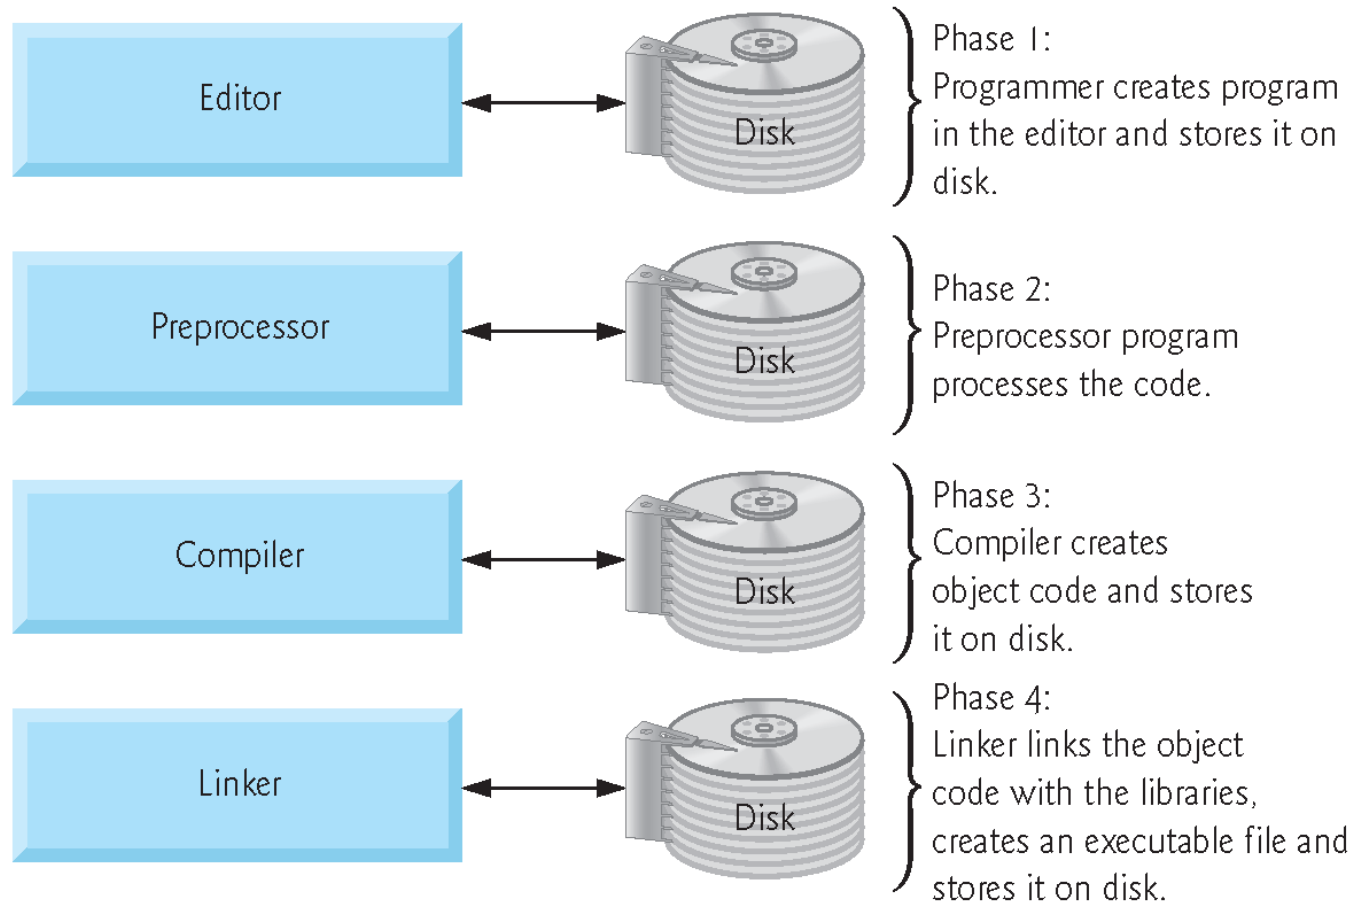 Editor
Disk
Phase 1:
Programmer creates program
in the editor and stores it on
disk.
Preprocessor
Disk
Phase 2:
Preprocessor program
processes the code.
Compiler
Disk
Phase 3:
Compiler creates
object code and stores
it on disk.
Linker
Disk
Phase 4:
Linker links the object
code with the libraries,
creates an executable file and
stores it on disk.